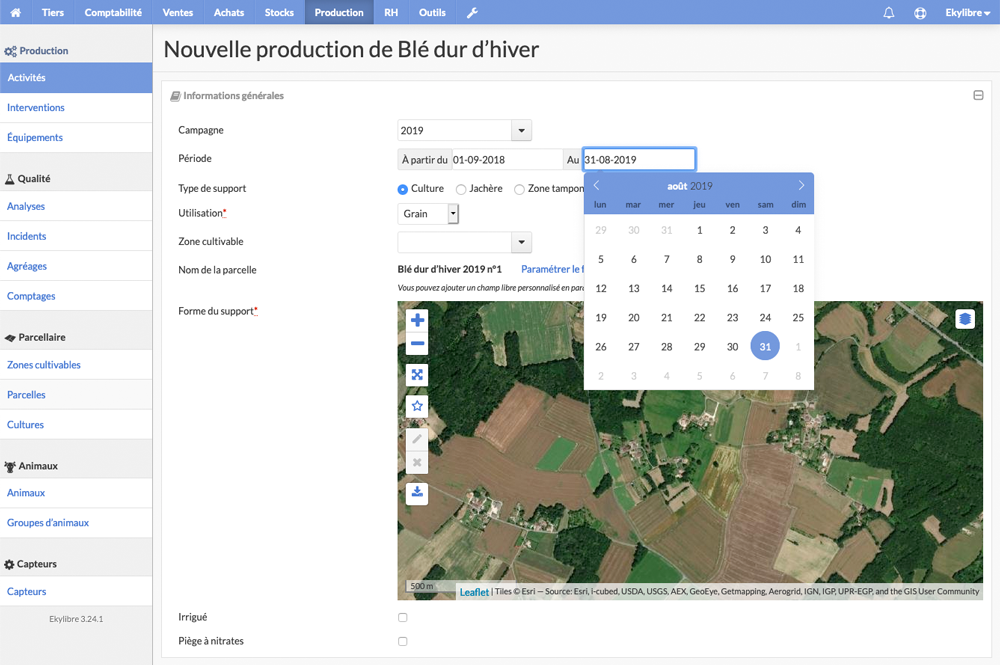 Tiers Comptabilité Ventes Achats Stocks Production RH Outils Ekylibre
Production
Activités
Interventions
Équipements
Qualité
Analyses
Incidents
Agréages
Comptages
Parcellaire
Zones cultivables
Parcelles
Cultures
Animaux
Animaux
Groupes d'animaux
Capteurs
Capteurs
Ekylibre 3.24.1
Nouvelle production de Blé dur d'hiver
Informations générales
Campagne 2019
Période À partir du 01-09-2018 Au 31-08-2019
Type de support Culture Jachère Zone tampon
Utilisation* Grain
Zone cultivable
Nom de la parcelle Blé dur d'hiver 2019 n°1 Paramétrer le
Vous pouvez ajouter un champ libre personnalisé en
Forme du support*
août 2019
lun mar mer jeu ven sam dim
29 30 31 1 2 3 4
5 6 7 8 9 10 11
12 13 14 15 16 17 18
19 20 21 22 23 24 25
26 27 28 29 30 31 1
2 3 4 5 6 7 8
500 m
Leaflet | Tiles © Esri — Source: Esri, i-cubed, USDA, USGS, AEX, GeoEye, Getmapping, Aerogrid, IGN, IGP, UPR-EGP, and the GIS User Community
Irrigué
Piège à nitrates